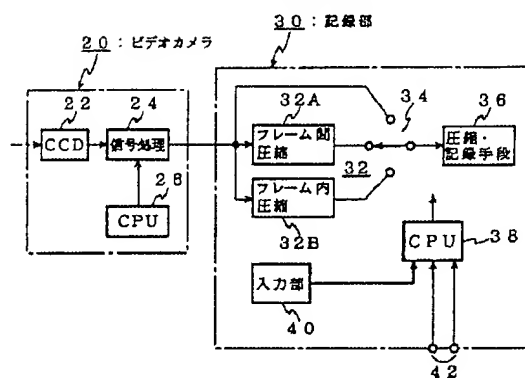 20:ビデオカメラ
22
24
CCD
信号処理
28
CPU
30:記録部
32A
フレーム間
圧縮
32
フレーム内
圧縮
32B
34
36
圧縮・
記録手段
CPU
38
入力部
40
42